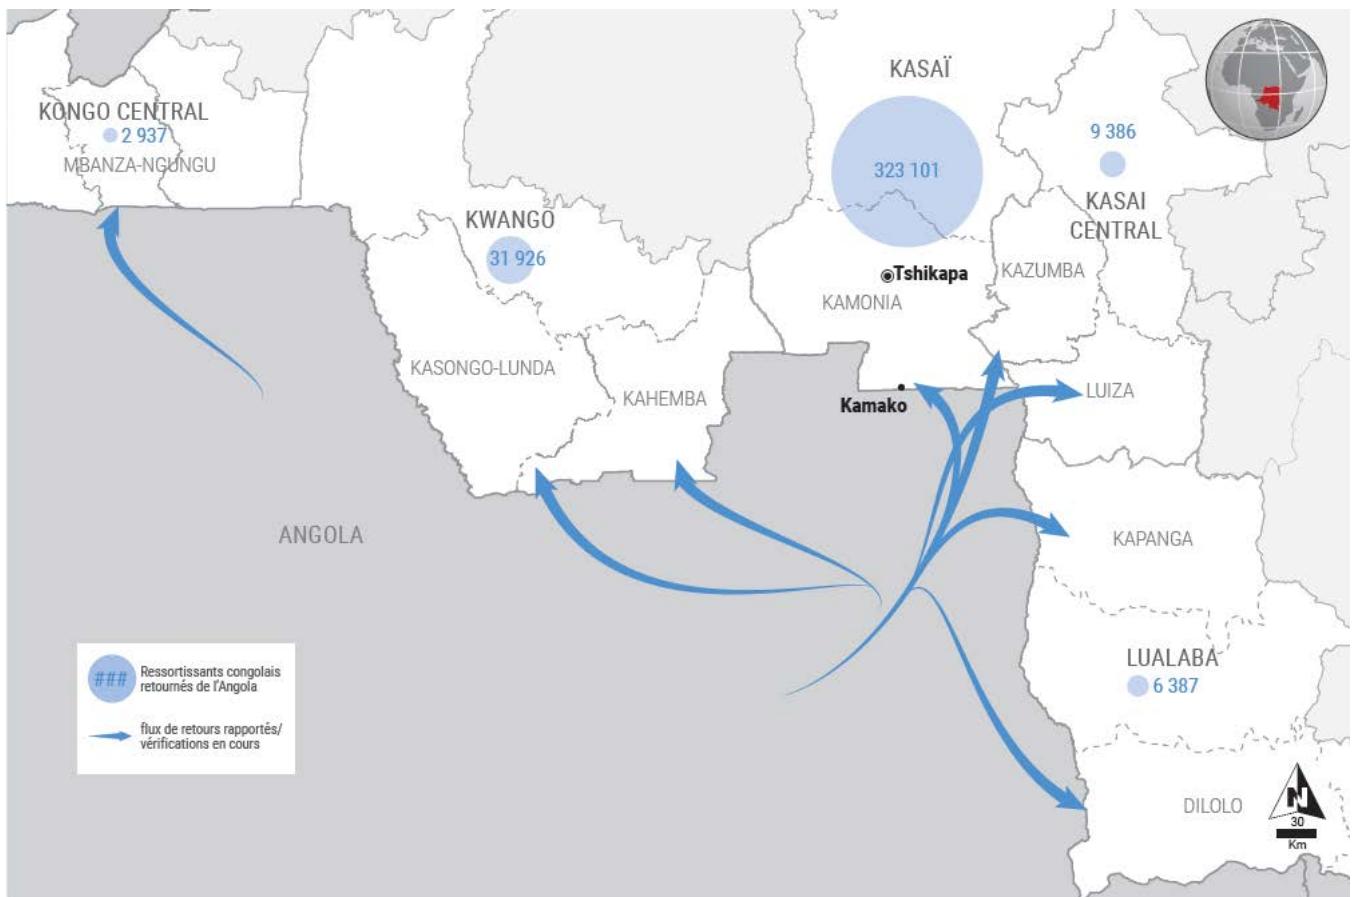 KASAÏ
KONGO CENTRAL
2 937
MBANZA-NGUNGU
9 386
323 101
KASAI
CENTRAL
KWANGO
31 926
Tshikapa
KAZUMBA
KAMONIA
KASONGO-LUNDA
KAHEMBA
Kamako
LUIZA
ANGOLA
KAPANGA
LUALABA
6 387
###
Ressortissants congolais
retournés de l'Angola
flux de retours rapportés/
vérifications en cours
DILOLO
N
30
Km